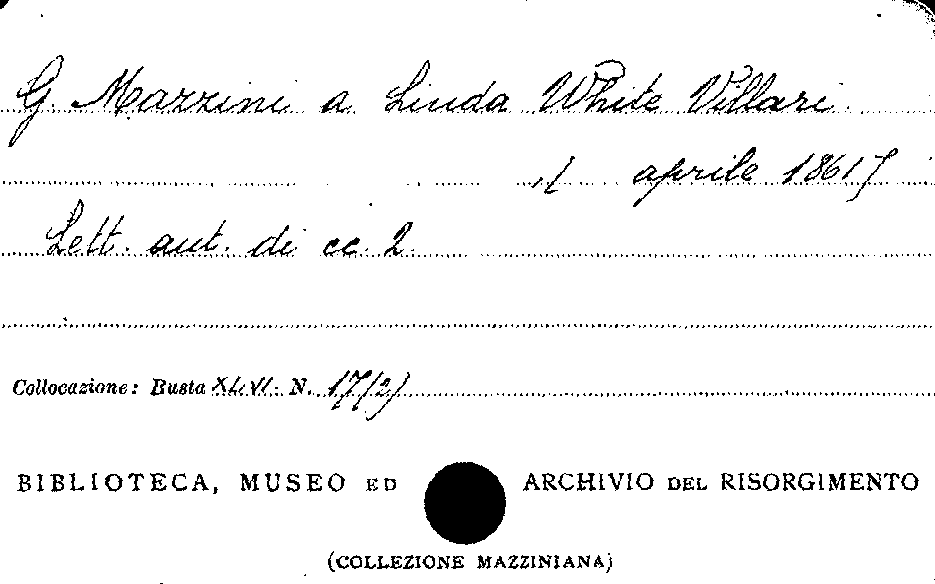 G. Mazzini a Linda White Villari.
[ aprile 1861]
Lett. aut. di cc. 2.
Collocazione: Busta XLVI. N. 17(2)
BIBLIOTECA, MUSEO ED ARCHIVIO DEL RISORGIMENTO
(COLLEZIONE MAZZINIANA)